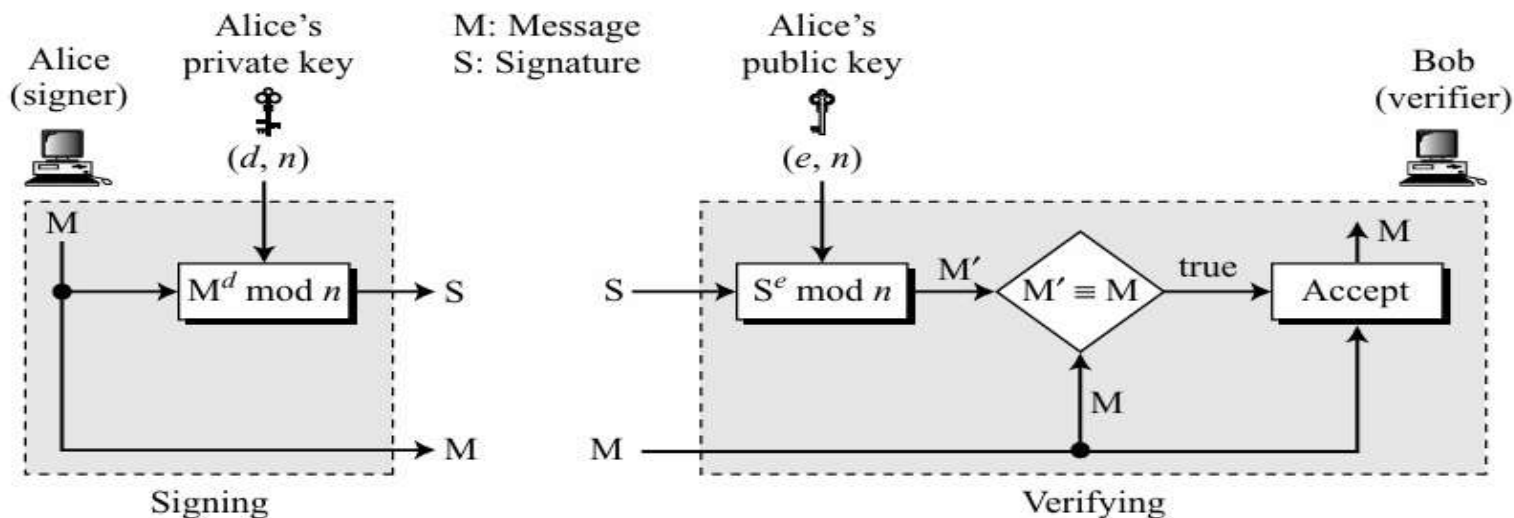 Alice
(signer)
Alice’s
private key
(d, n)
M: Message
S: Signature
Alice’s
public key
(e, n)
Bob
(verifier)
M
M^d mod n
S
M
Signing
S
S^e mod n
M′
M′ ≡ M
true
Accept
M
M
M
Verifying